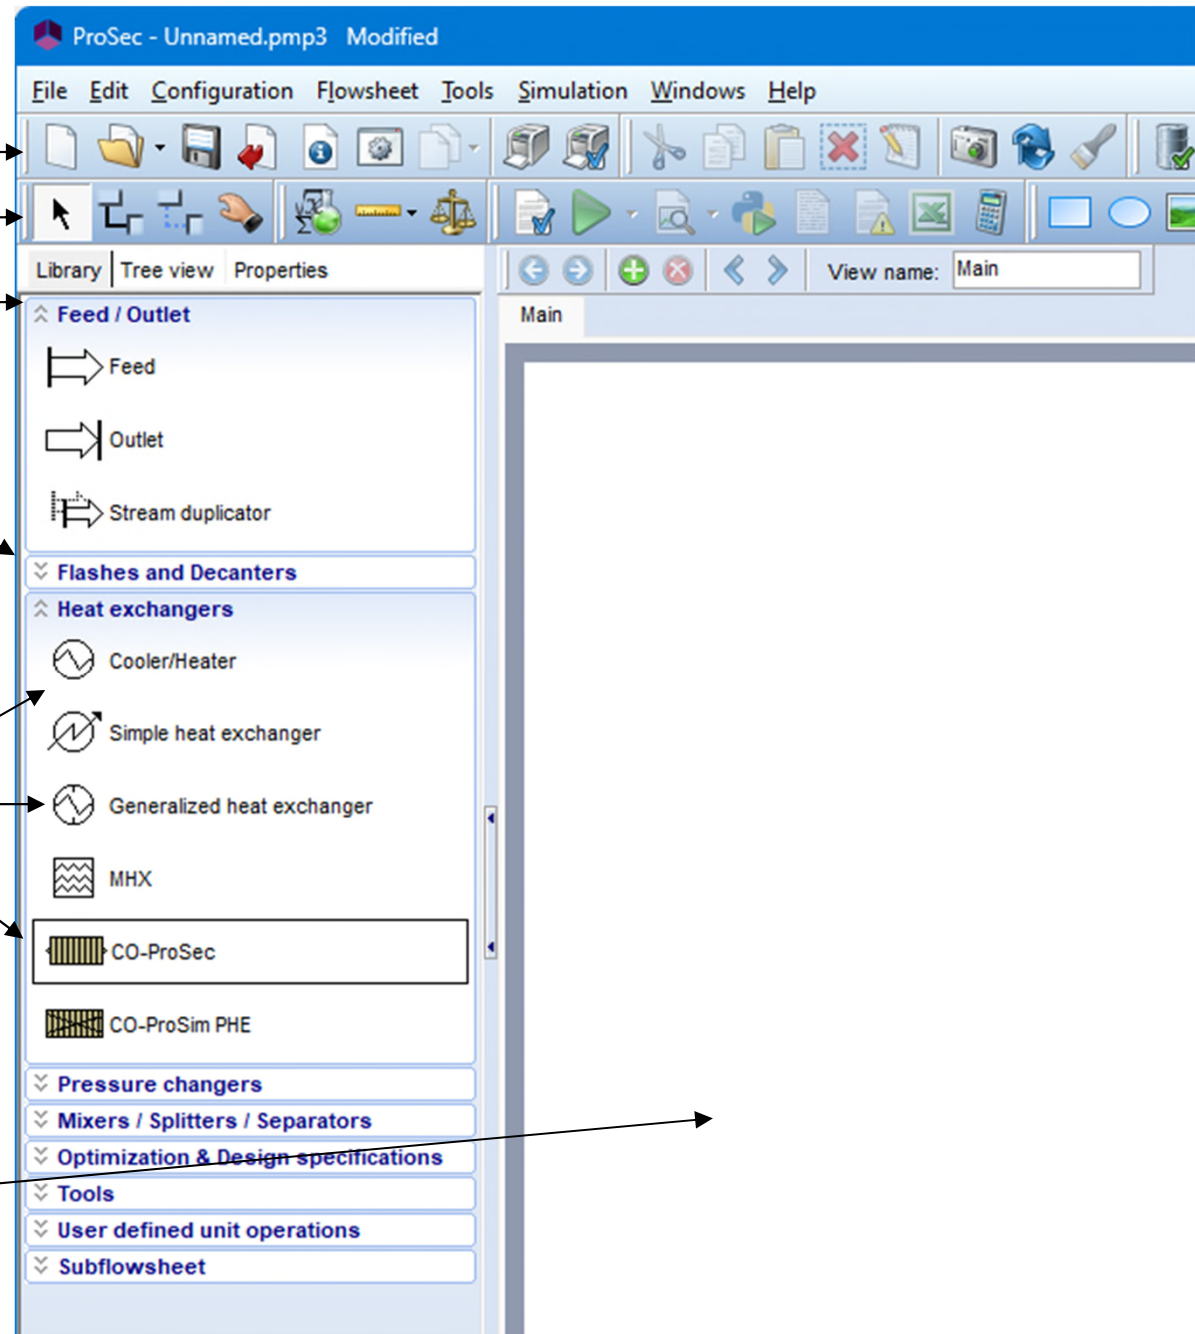 ProSec - Unnamed.pmp3 Modified
File Edit Configuration Flowsheet Tools Simulation Windows Help
Library Tree view Properties
View name: Main
Feed / Outlet
Main
Feed
Outlet
Stream duplicator
Flashes and Decanters
Heat exchangers
Cooler/Heater
Simple heat exchanger
Generalized heat exchanger
MHX
CO-ProSec
CO-ProSim PHE
Pressure changers
Mixers / Splitters / Separators
Optimization & Design specifications
Tools
User defined unit operations
Subflowsheet